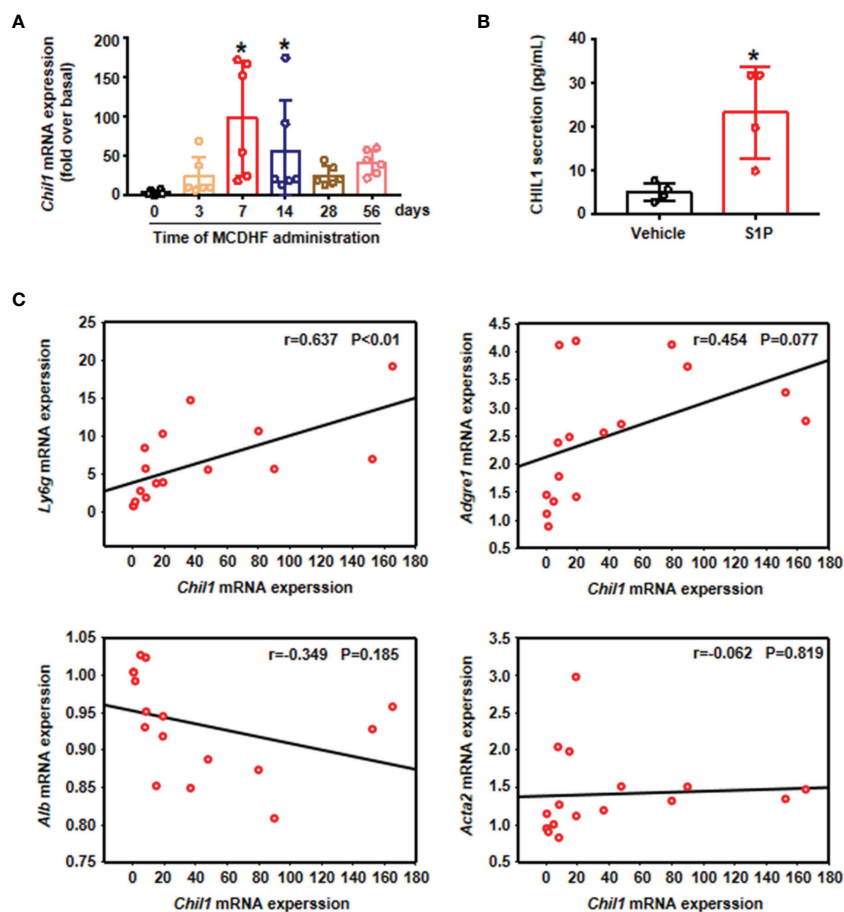 A
Chil1 mRNA expression
(fold over basal)
200
150
100
50
0
*
*
0 3 7 14 28 56 days
Time of MCDHF administration
B
CHIL1 secretion (pg/mL)
40
30
20
10
0
*
Vehicle S1P
C
Ly6g mRNA experssion
25
20
15
10
5
0
r=0.637 P<0.01
0 20 40 60 80 100 120 140 160 180
Chil1 mRNA experssion
Adgre1 mRNA experssion
4.5
4.0
3.5
3.0
2.5
2.0
1.5
1.0
0.5
r=0.454 P=0.077
0 20 40 60 80 100 120 140 160 180
Chil1 mRNA experssion
Alb mRNA experssion
1.05
1.00
0.95
0.90
0.85
0.80
0.75
r=-0.349 P=0.185
0 20 40 60 80 100 120 140 160 180
Chil1 mRNA experssion
Acta2 mRNA experssion
3.5
3.0
2.5
2.0
1.5
1.0
0.5
r=-0.062 P=0.819
0 20 40 60 80 100 120 140 160 180
Chil1 mRNA experssion